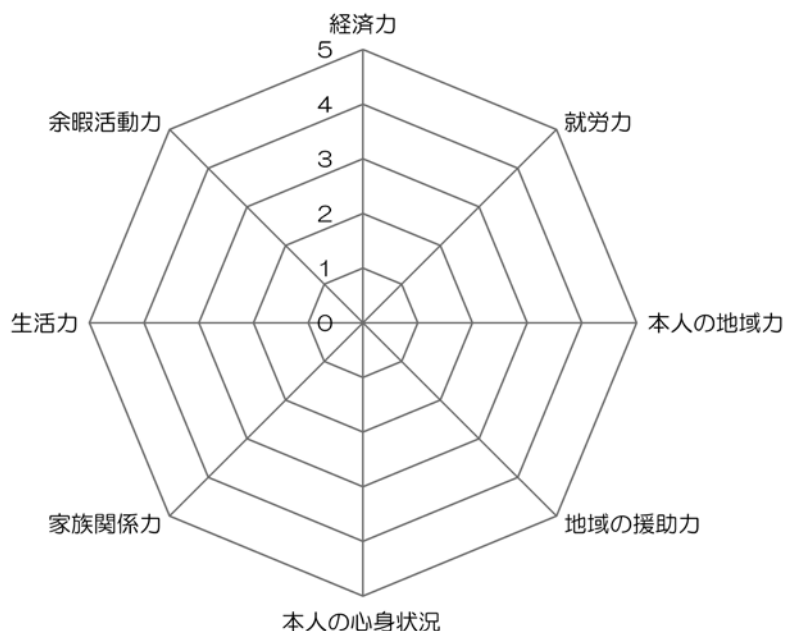 経済力
5
4
余暇活動力
就労力
3
2
1
生活力
0
本人の地域力
家族関係力
地域の援助力
本人の心身状況